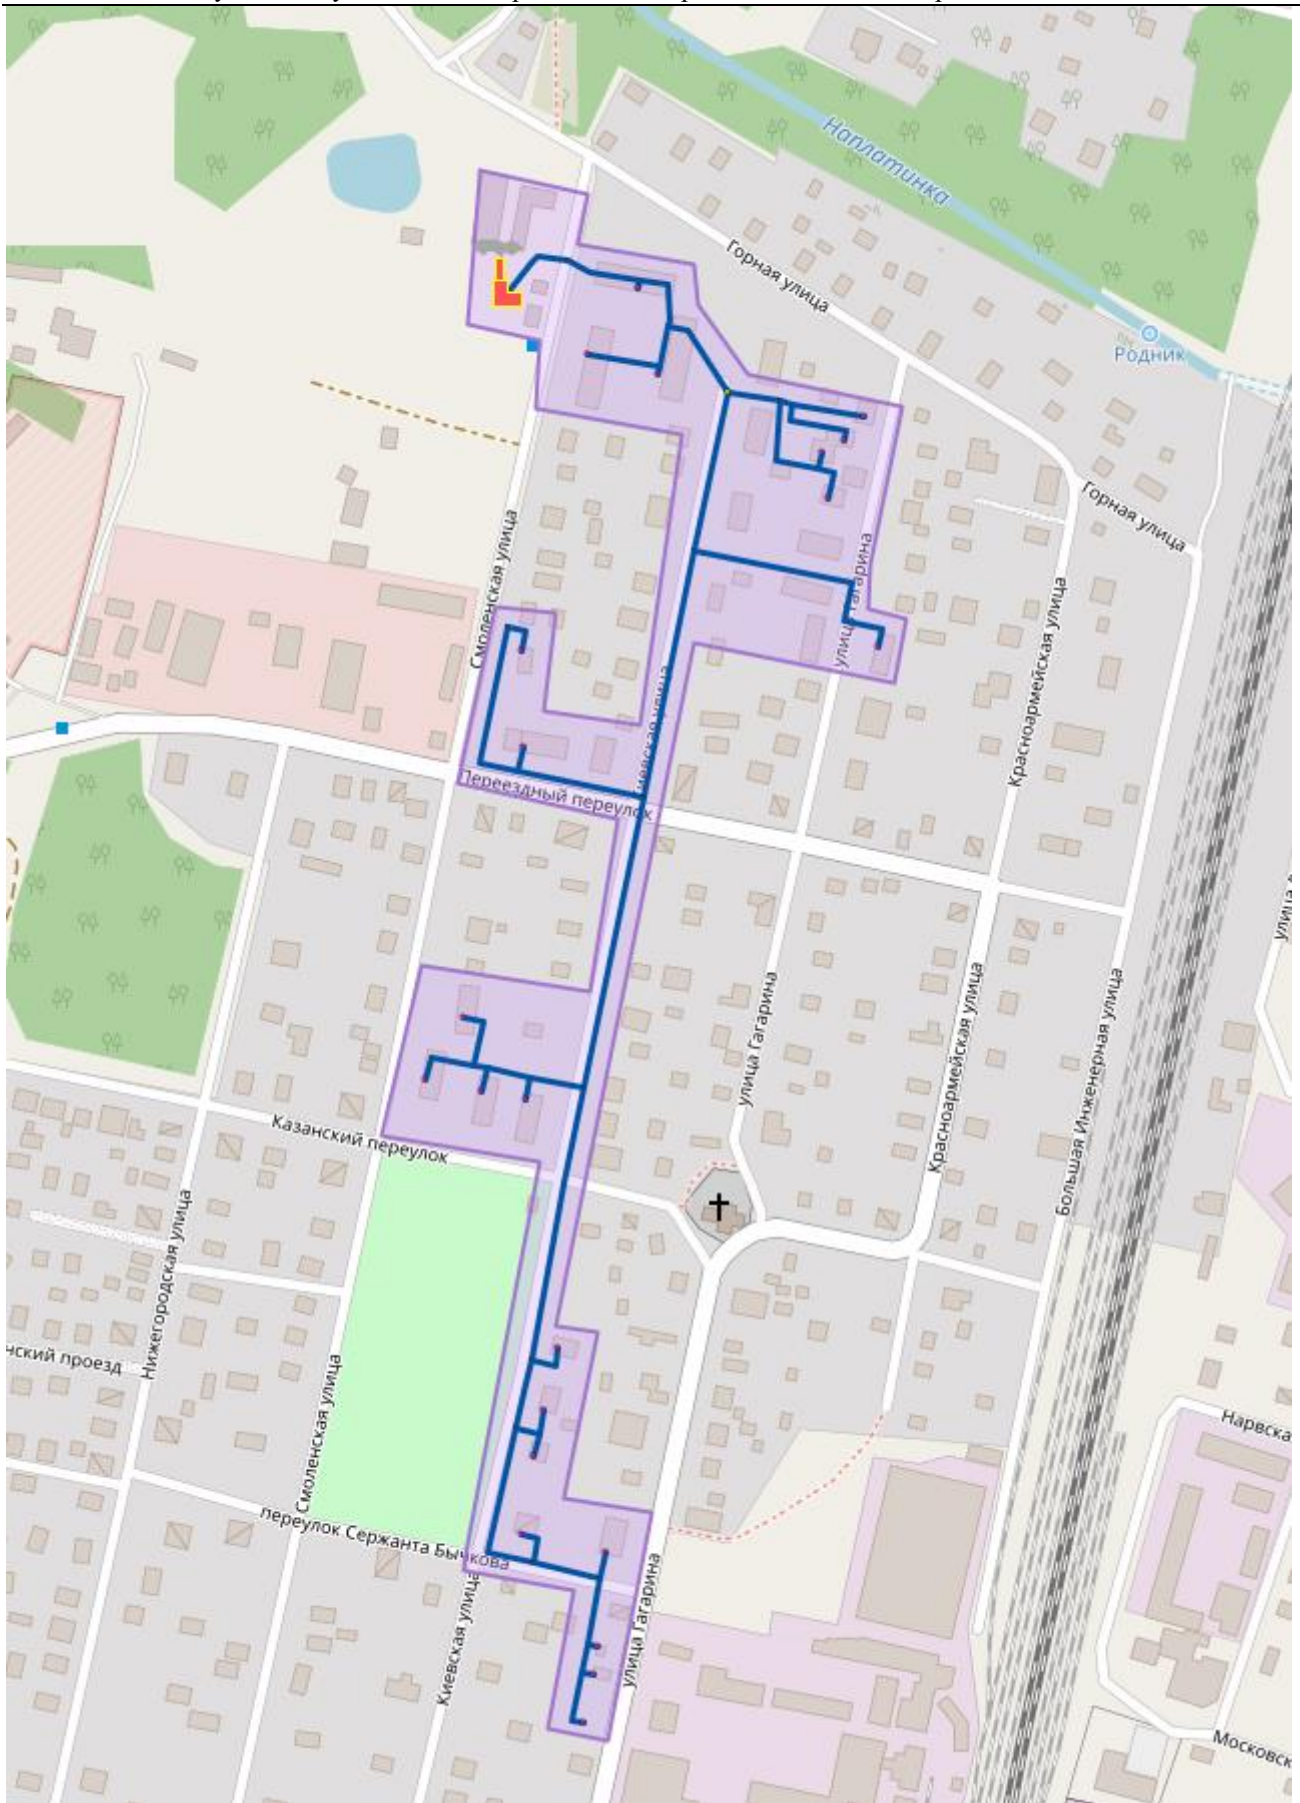 Наплатинка
Горная улица
Родник
Горная улица
Смоленская улица
улица Гагарина
Красноармейская улица
Переездный переулок
улица Гагарина
Красноармейская улица
Большая Инженерная улица
Казанский переулок
Нижегородская улица
нский проезд
Смоленская улица
Нарвска
переулок Сержанта Бычкова
улица Гагарина
Киевская улица
Московск